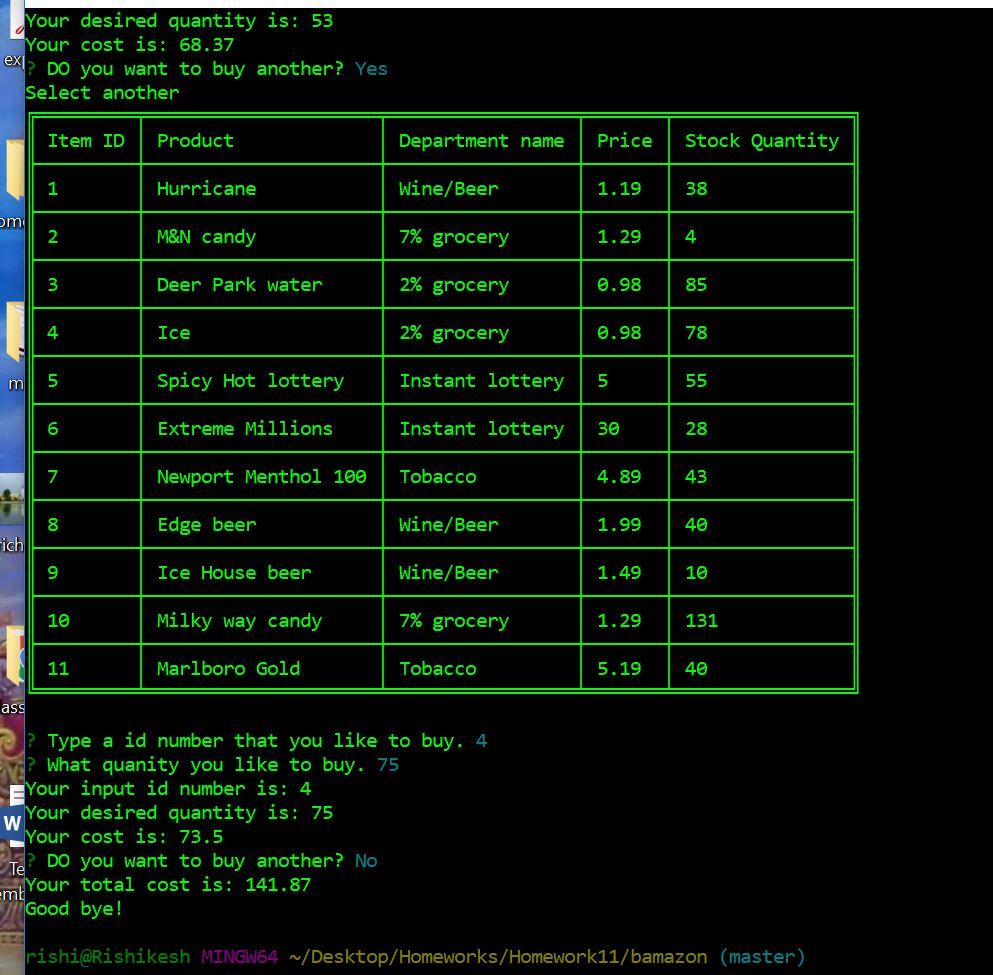 Your desired quantity is: 53
Your cost is: 68.37
? DO you want to buy another? Yes
Select another
Item ID Product Department name Price Stock Quantity
1 Hurricane Wine/Beer 1.19 38
2 M&N candy 7% grocery 1.29 4
3 Deer Park water 2% grocery 0.98 85
4 Ice 2% grocery 0.98 78
5 Spicy Hot lottery Instant lottery 5 55
6 Extreme Millions Instant lottery 30 28
7 Newport Menthol 100 Tobacco 4.89 43
8 Edge beer Wine/Beer 1.99 40
9 Ice House beer Wine/Beer 1.49 10
10 Milky way candy 7% grocery 1.29 131
11 Marlboro Gold Tobacco 5.19 40
? Type a id number that you like to buy. 4
? What quanity you like to buy. 75
Your input id number is: 4
Your desired quantity is: 75
Your cost is: 73.5
? DO you want to buy another? No
Your total cost is: 141.87
Good bye!
rishi@Rishikesh MINGW64 ~/Desktop/Homeworks/Homework11/bamazon (master)